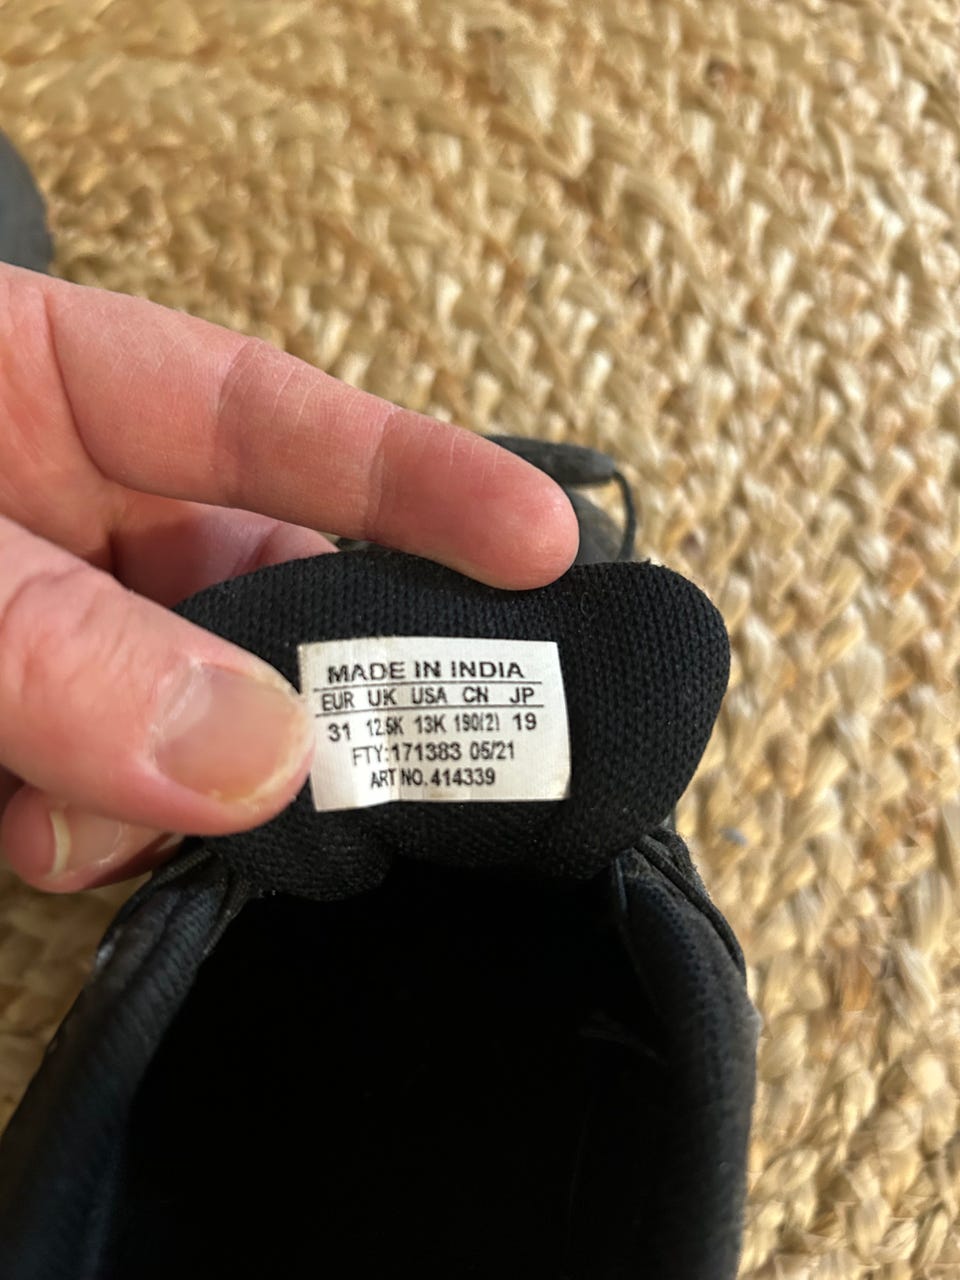 MADE IN INDIA
EUR UK USA CN JP
31 12.5K 13K 190(2) 19
FTY:171383 05/21
ART NO. 414339